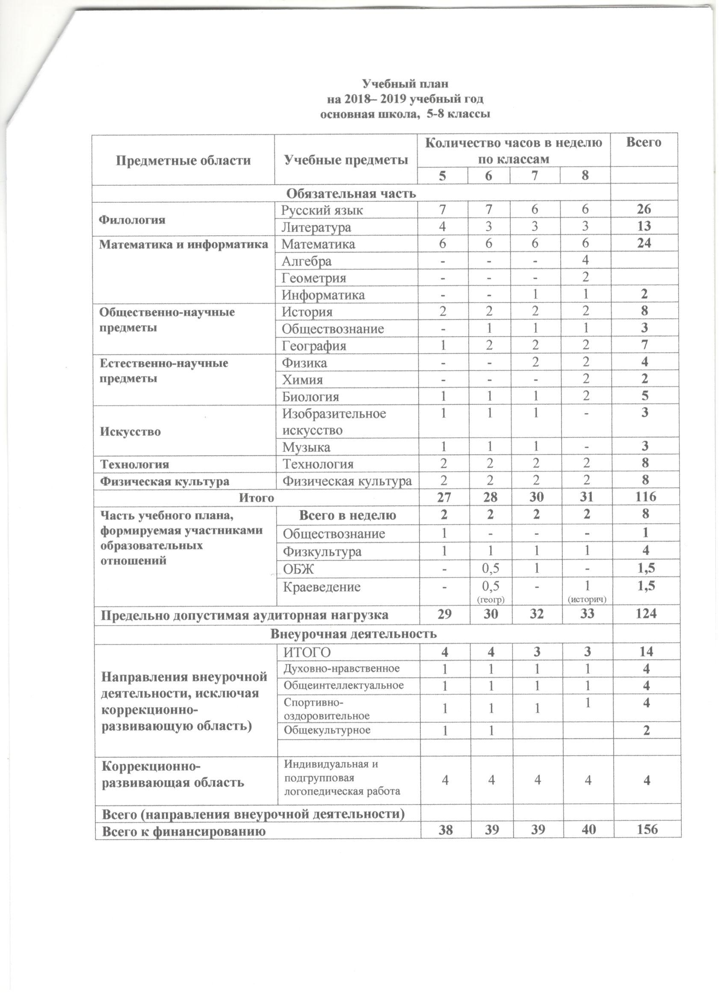 Учебный план
на 2018– 2019 учебный год
основная школа, 5-8 классы
Предметные области Учебные предметы Количество часов в неделю по классам Всего
5 6 7 8
Обязательная часть
Филология Русский язык 7 7 6 6 26
Литература 4 3 3 3 13
Математика и информатика Математика 6 6 6 6 24
Алгебра - - - 4
Геометрия - - - 2
Информатика - - 1 1 2
Общественно-научные предметы История 2 2 2 2 8
Обществознание - 1 1 1 3
География 1 2 2 2 7
Естественно-научные предметы Физика - - 2 2 4
Химия - - - 2 2
Биология 1 1 1 2 5
Искусство Изобразительное искусство 1 1 1 - 3
Музыка 1 1 1 - 3
Технология Технология 2 2 2 2 8
Физическая культура Физическая культура 2 2 2 2 8
Итого 27 28 30 31 116
Часть учебного плана, формируемая участниками образовательных отношений Всего в неделю 2 2 2 2 8
Обществознание 1 - - - 1
Физкультура 1 1 1 1 4
ОБЖ - 0,5 1 - 1,5
Краеведение - 0,5 (геогр) - 1 (историч) 1,5
Предельно допустимая аудиторная нагрузка 29 30 32 33 124
Внеурочная деятельность
Направления внеурочной деятельности, исключая коррекционно-развивающую область) ИТОГО 4 4 3 3 14
Духовно-нравственное 1 1 1 1 4
Общеинтеллектуальное 1 1 1 1 4
Спортивно-оздоровительное 1 1 1 1 4
Общекультурное 1 1 2
Коррекционно-развивающая область Индивидуальная и подгрупповая логопедическая работа 4 4 4 4 4
Всего (направления внеурочной деятельности)
Всего к финансированию 38 39 39 40 156